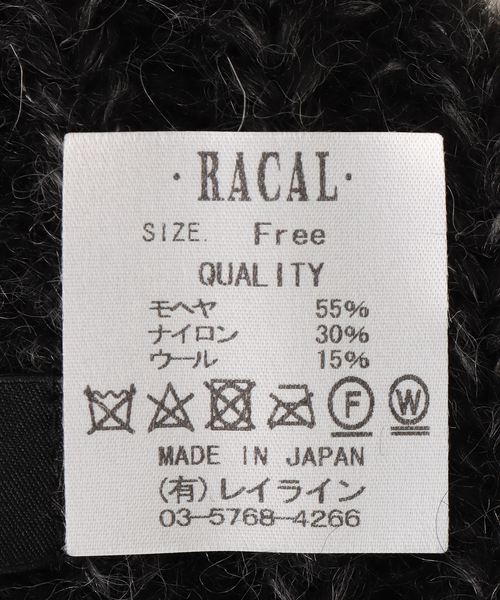 · RACAL ·
SIZE. Free
QUALITY
モヘヤ 55%
ナイロン 30%
ウール 15%
F W
MADE IN JAPAN
(有)レイライン
03-5768-4266